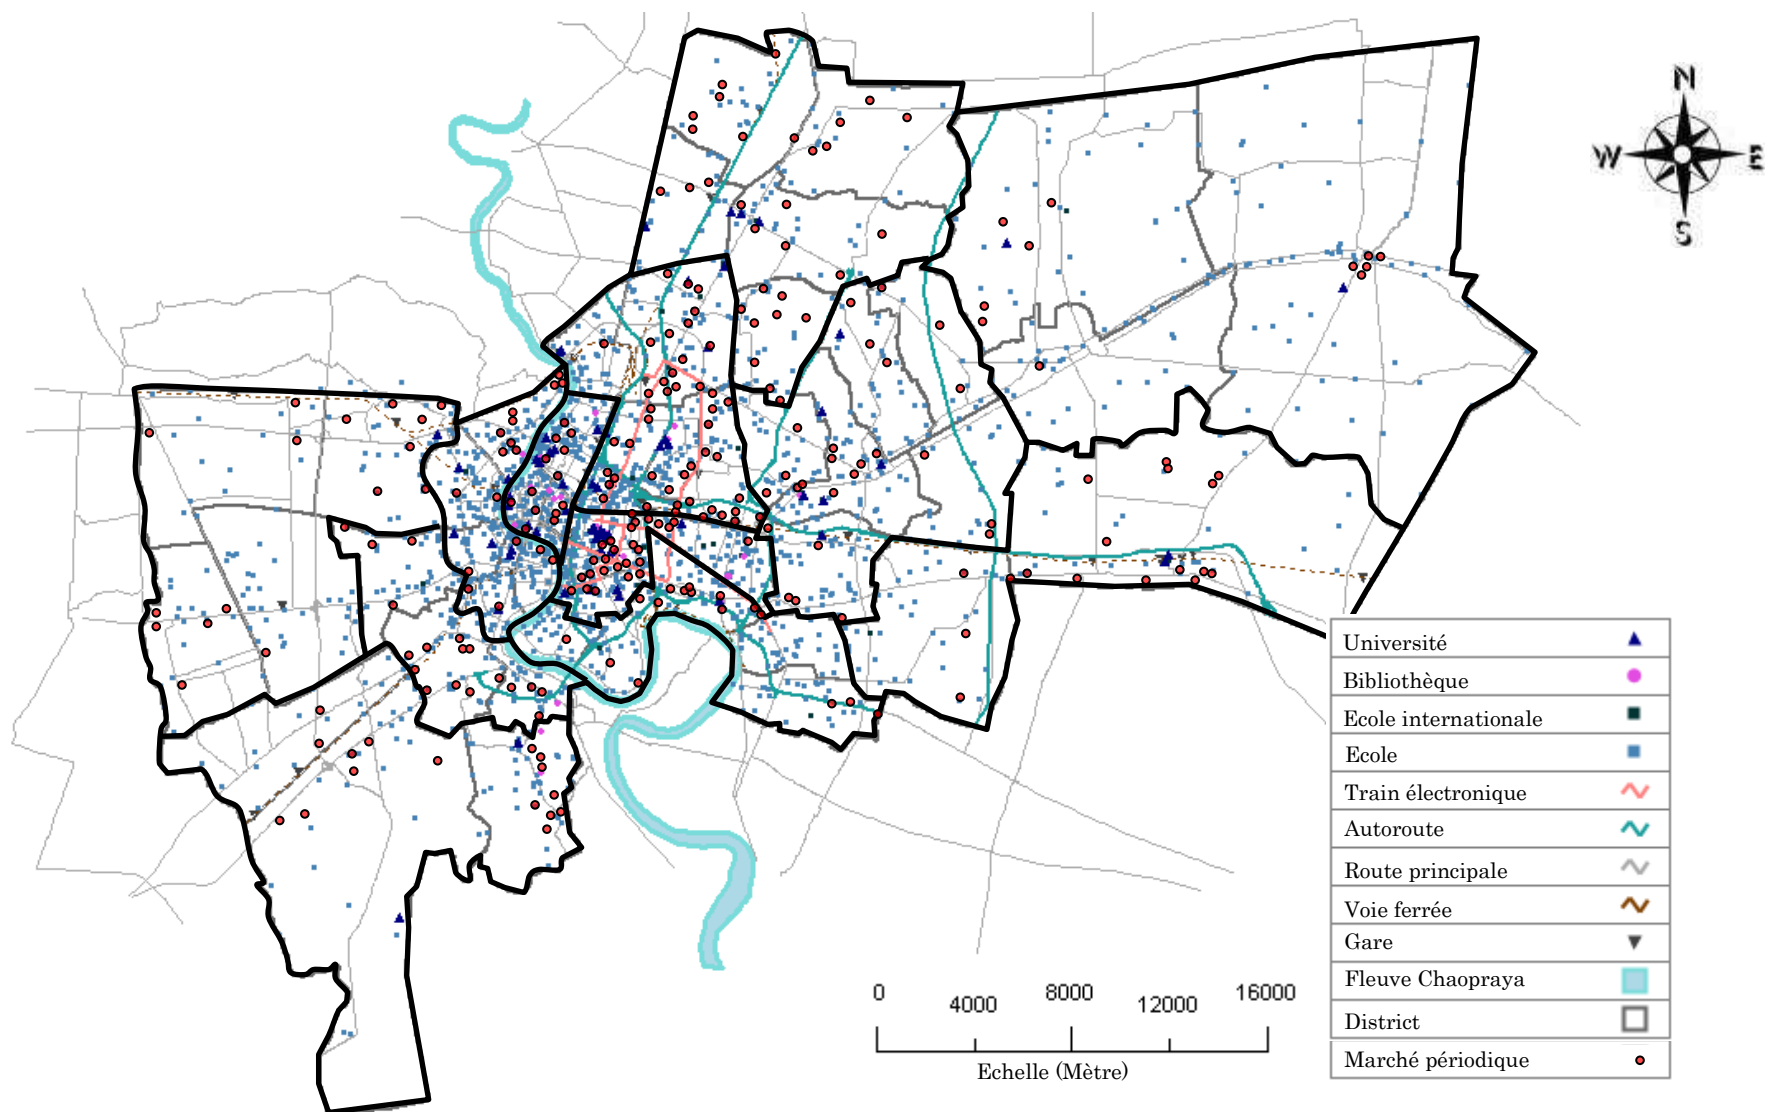 N
W E
S
Université
Bibliothèque
Ecole internationale
Ecole
Train électronique
Autoroute
Route principale
Voie ferrée
Gare
Fleuve Chaopraya
District
Marché périodique
0 4000 8000 12000 16000
Echelle (Mètre)